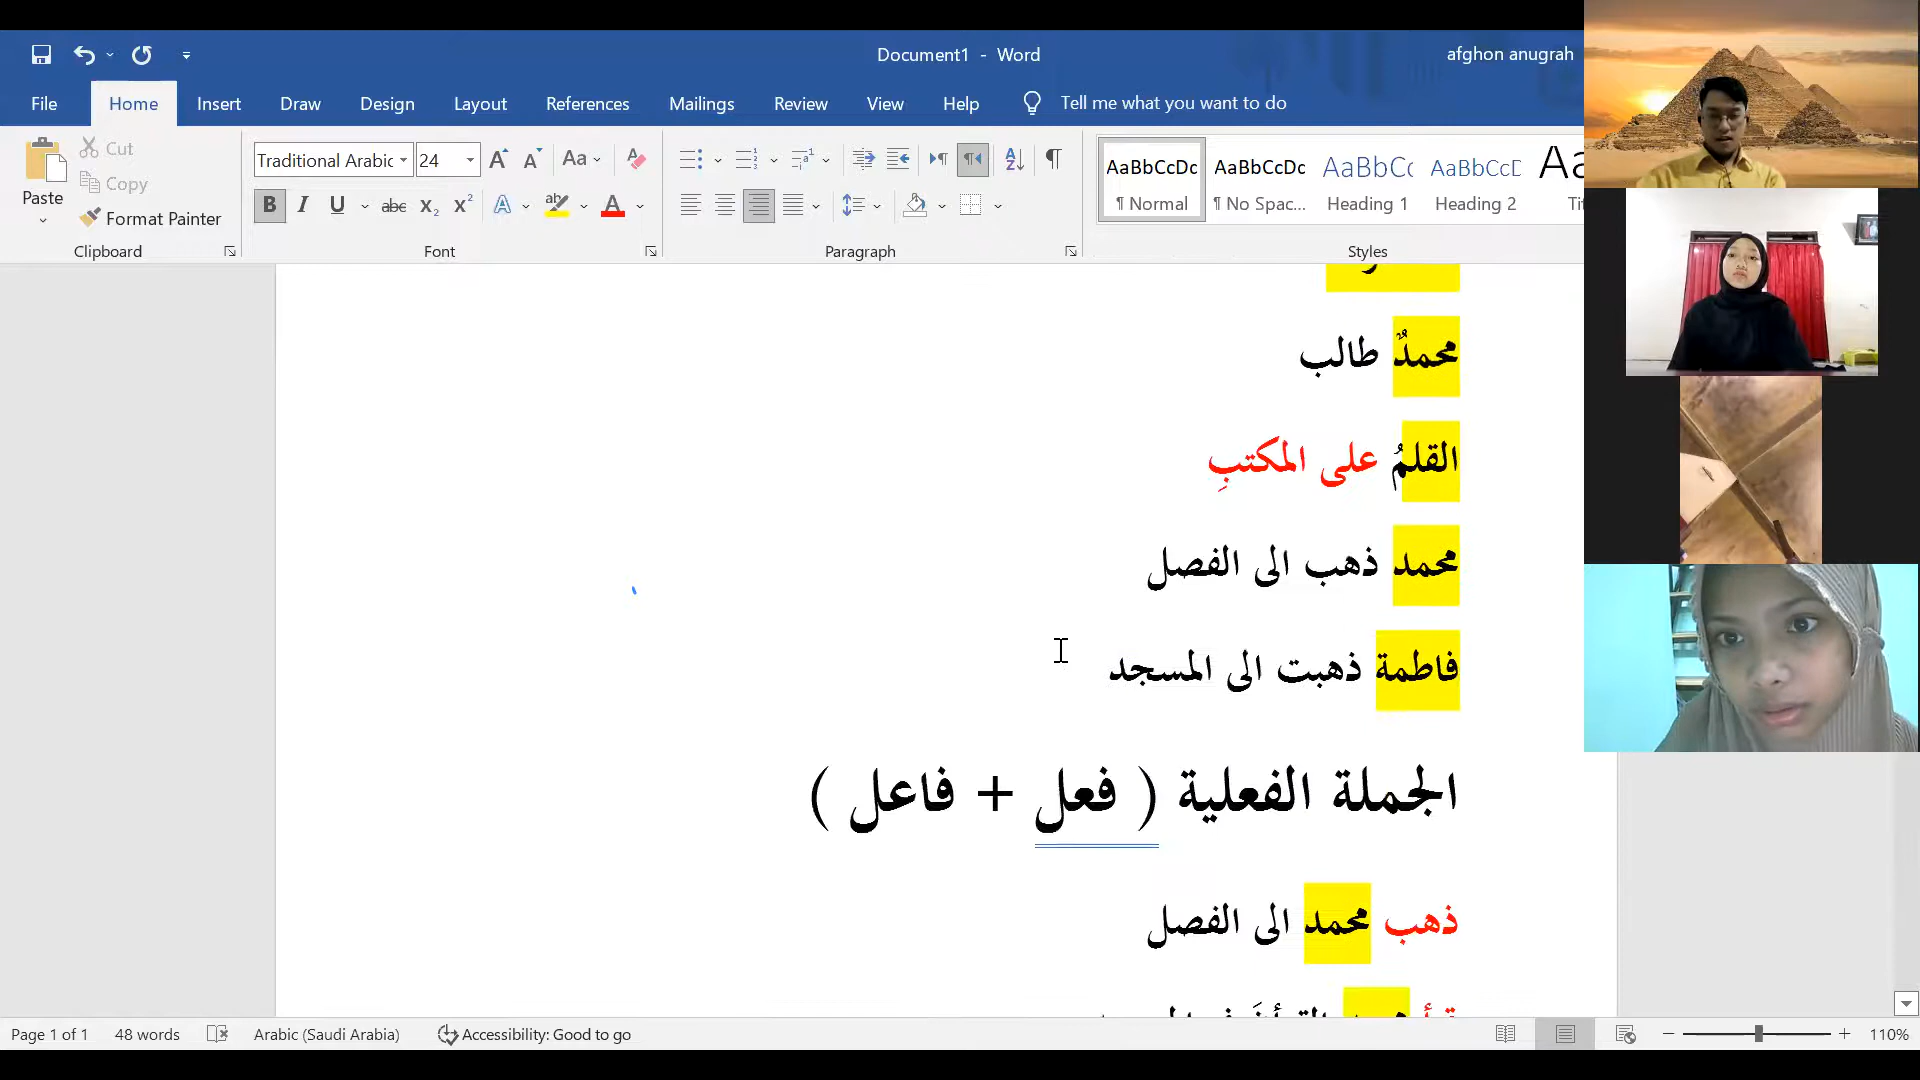 Document1 - Word
afghon anugrah
File
Home
Insert
Draw
Design
Layout
References
Mailings
Review
View
Help
Tell me what you want to do
Paste
Cut
Copy
Format Painter
Clipboard
Traditional Arabic
24
Aa
Font
Paragraph
AaBbCcDc
¶ Normal
AaBbCcDc
¶ No Spac...
AaBbCc
Heading 1
AaBbCcD
Heading 2
Styles
محمدٌ طالب
القلمُ على المكتبِ
محمد ذهب الى الفصل
فاطمة ذهبت الى المسجد
الجملة الفعلية ( فعل + فاعل )
ذهب محمد الى الفصل
Page 1 of 1
48 words
Arabic (Saudi Arabia)
Accessibility: Good to go
110%